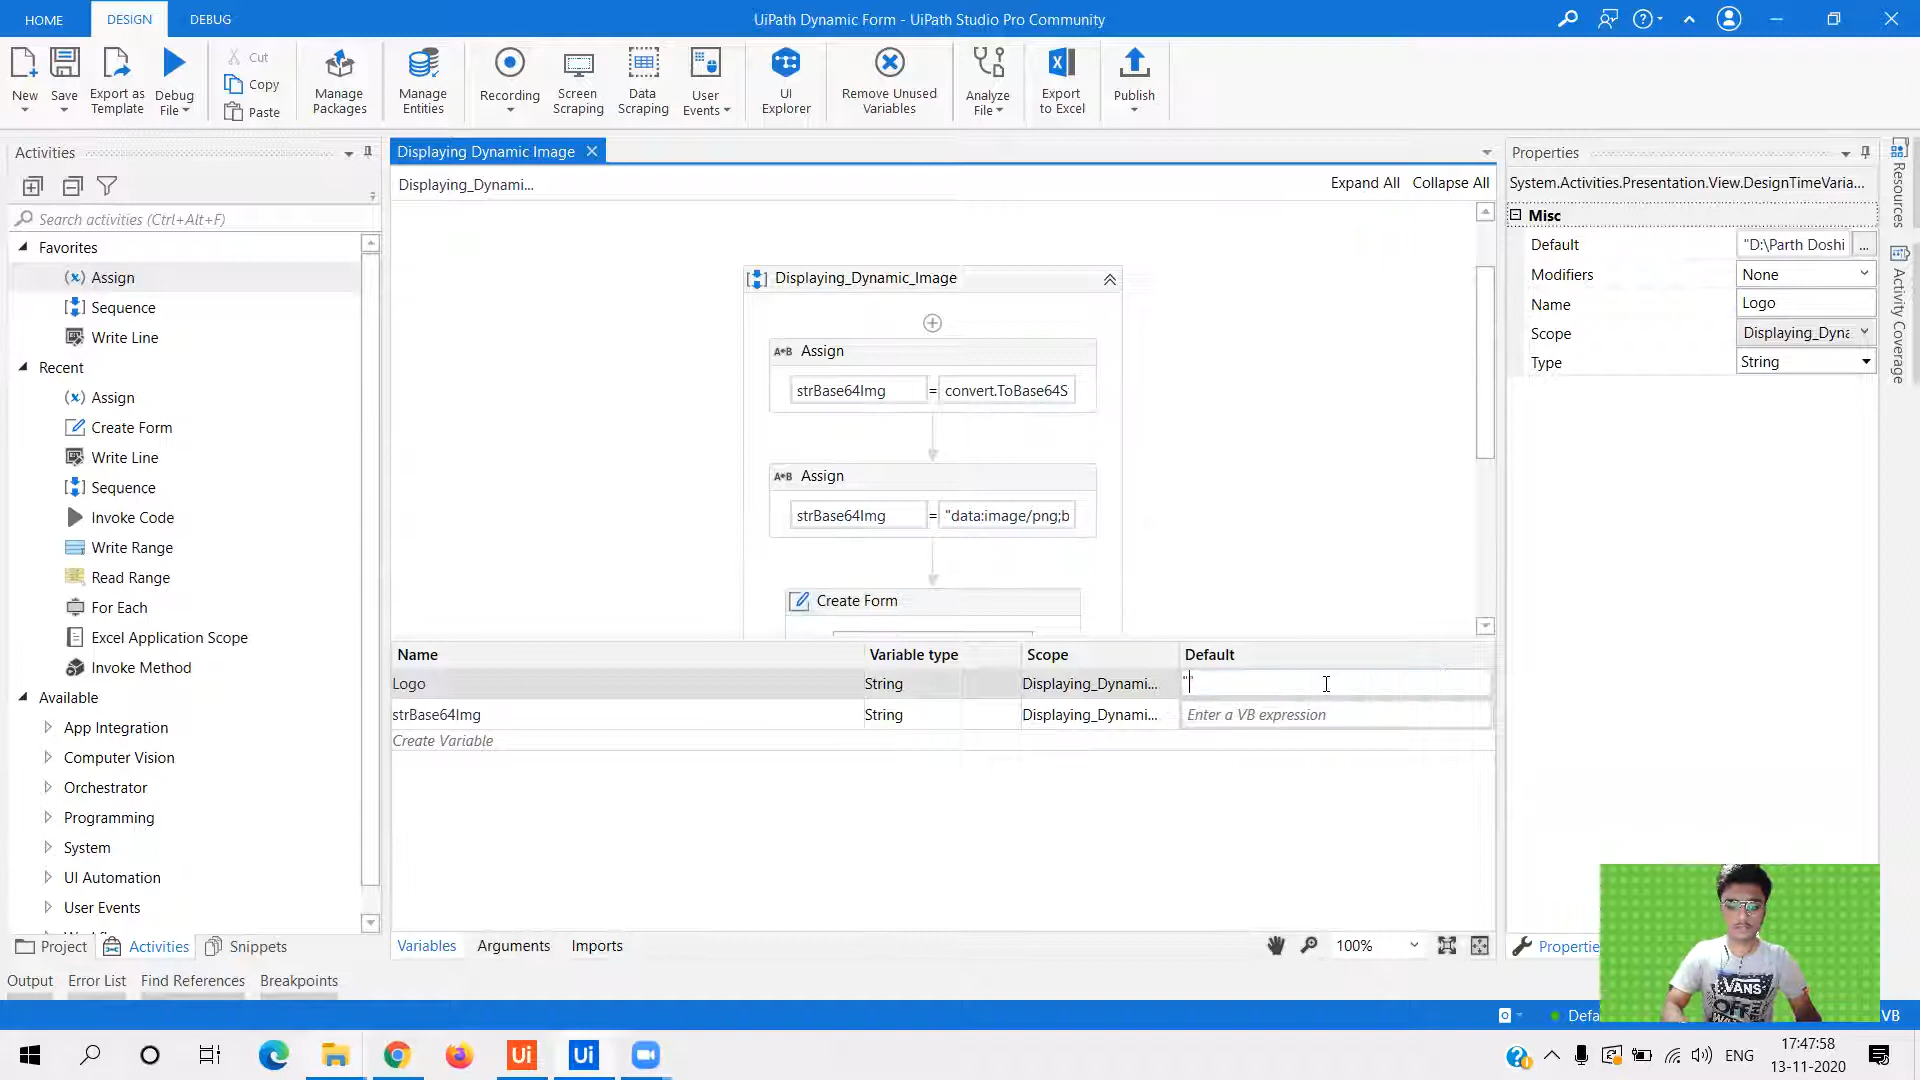 HOME
DESIGN
DEBUG
UiPath Dynamic Form - UiPath Studio Pro Community
New
Save
Export as Template
Debug File
Cut
Copy
Paste
Manage Packages
Manage Entities
Recording
Screen Scraping
Data Scraping
User Events
UI Explorer
Remove Unused Variables
Analyze File
Export to Excel
Publish
Activities
Search activities (Ctrl+Alt+F)
Favorites
Assign
Sequence
Write Line
Recent
Assign
Create Form
Write Line
Sequence
Invoke Code
Write Range
Read Range
For Each
Excel Application Scope
Invoke Method
Available
App Integration
Computer Vision
Orchestrator
Programming
System
UI Automation
User Events
Project
Activities
Snippets
Displaying Dynamic Image
Displaying_Dynami...
Expand All
Collapse All
Displaying_Dynamic_Image
A*B Assign
strBase64Img = convert.ToBase64S
A*B Assign
strBase64Img = "data:image/png;b
Create Form
Name Variable type Scope Default
Logo String Displaying_Dynami... ""
strBase64Img String Displaying_Dynami... Enter a VB expression
Create Variable
Variables
Arguments
Imports
100%
Properties
System.Activities.Presentation.View.DesignTimeVaria...
Misc
Default "D:\Parth Doshi ...
Modifiers None
Name Logo
Scope Displaying_Dyna
Type String
Resources
Activity Coverage
Propertie
Output
Error List
Find References
Breakpoints
Defa
VB
VANS
OFF
Ui
Ui
ENG
17:47:58
13-11-2020